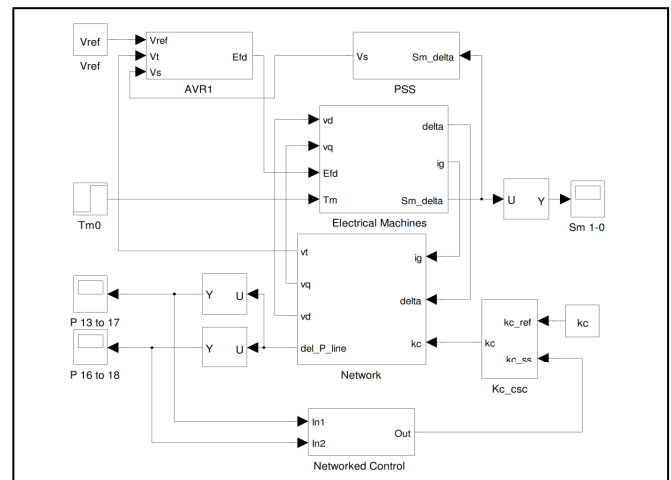 Vref
Vref
Vref
Vt
Vs
Efd
AVR1
Vs
Sm_delta
PSS
vd
vq
Efd
Tm
delta
ig
Sm_delta
Electrical Machines
Tm0
U
Y
Sm 1-0
vt
vq
vd
del_P_line
ig
delta
kc
Network
Y
U
P 13 to 17
Y
U
P 16 to 18
kc_ref
kc
kc_ss
Kc_csc
kc
In1
In2
Out
Networked Control